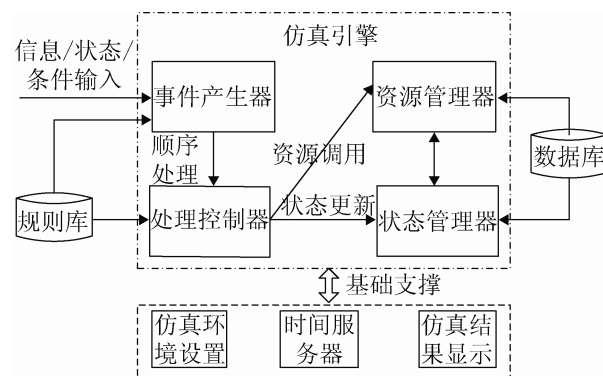 仿真引擎
信息/状态/
条件输入
事件产生器
资源管理器
顺序
处理
资源调用
数据库
规则库
处理控制器
状态更新
状态管理器
基础支撑
仿真环
境设置
时间服
务器
仿真结
果显示